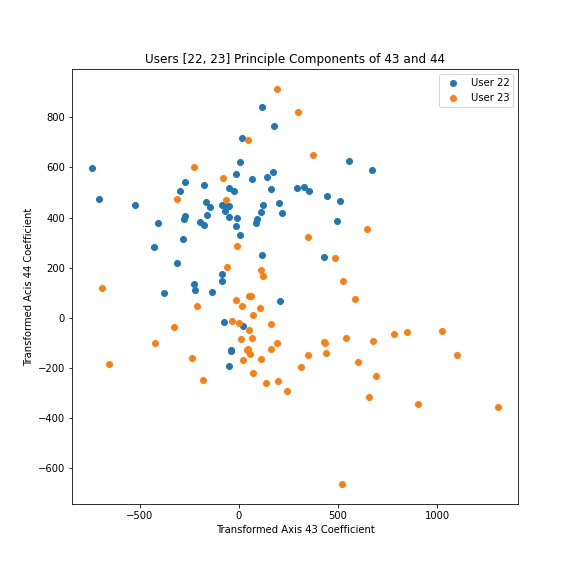 Users [22, 23] Principle Components of 43 and 44
User 22
User 23
Transformed Acis 44 Coefficient
800
600
400
200
0
−200
−400
−600
−500
0
500
1000
Transformed Axis 43 Coefficient